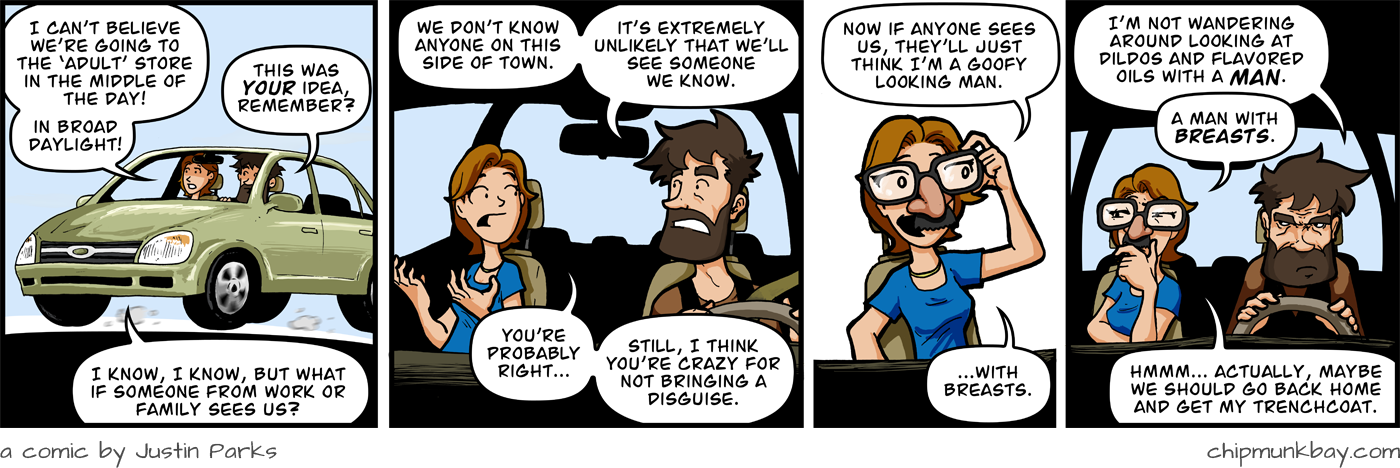 I CAN'T BELIEVE
WE'RE GOING TO
THE 'ADULT' STORE
IN THE MIDDLE OF
THE DAY!
IN BROAD
DAYLIGHT!
THIS WAS
YOUR IDEA,
REMEMBER?
I KNOW, I KNOW, BUT WHAT
IF SOMEONE FROM WORK OR
FAMILY SEES US?
WE DON'T KNOW
ANYONE ON THIS
SIDE OF TOWN.
IT'S EXTREMELY
UNLIKELY THAT WE'LL
SEE SOMEONE
WE KNOW.
YOU'RE
PROBABLY
RIGHT...
STILL, I THINK
YOU'RE CRAZY FOR
NOT BRINGING A
DISGUISE.
NOW IF ANYONE SEES
US, THEY'LL JUST
THINK I'M A GOOFY
LOOKING MAN.
...WITH
BREASTS.
I'M NOT WANDERING
AROUND LOOKING AT
DILDOS AND FLAVORED
OILS WITH A MAN.
A MAN WITH
BREASTS.
HMMM... ACTUALLY, MAYBE
WE SHOULD GO BACK HOME
AND GET MY TRENCHCOAT.
a comic by Justin Parks
chipmunkbay.com